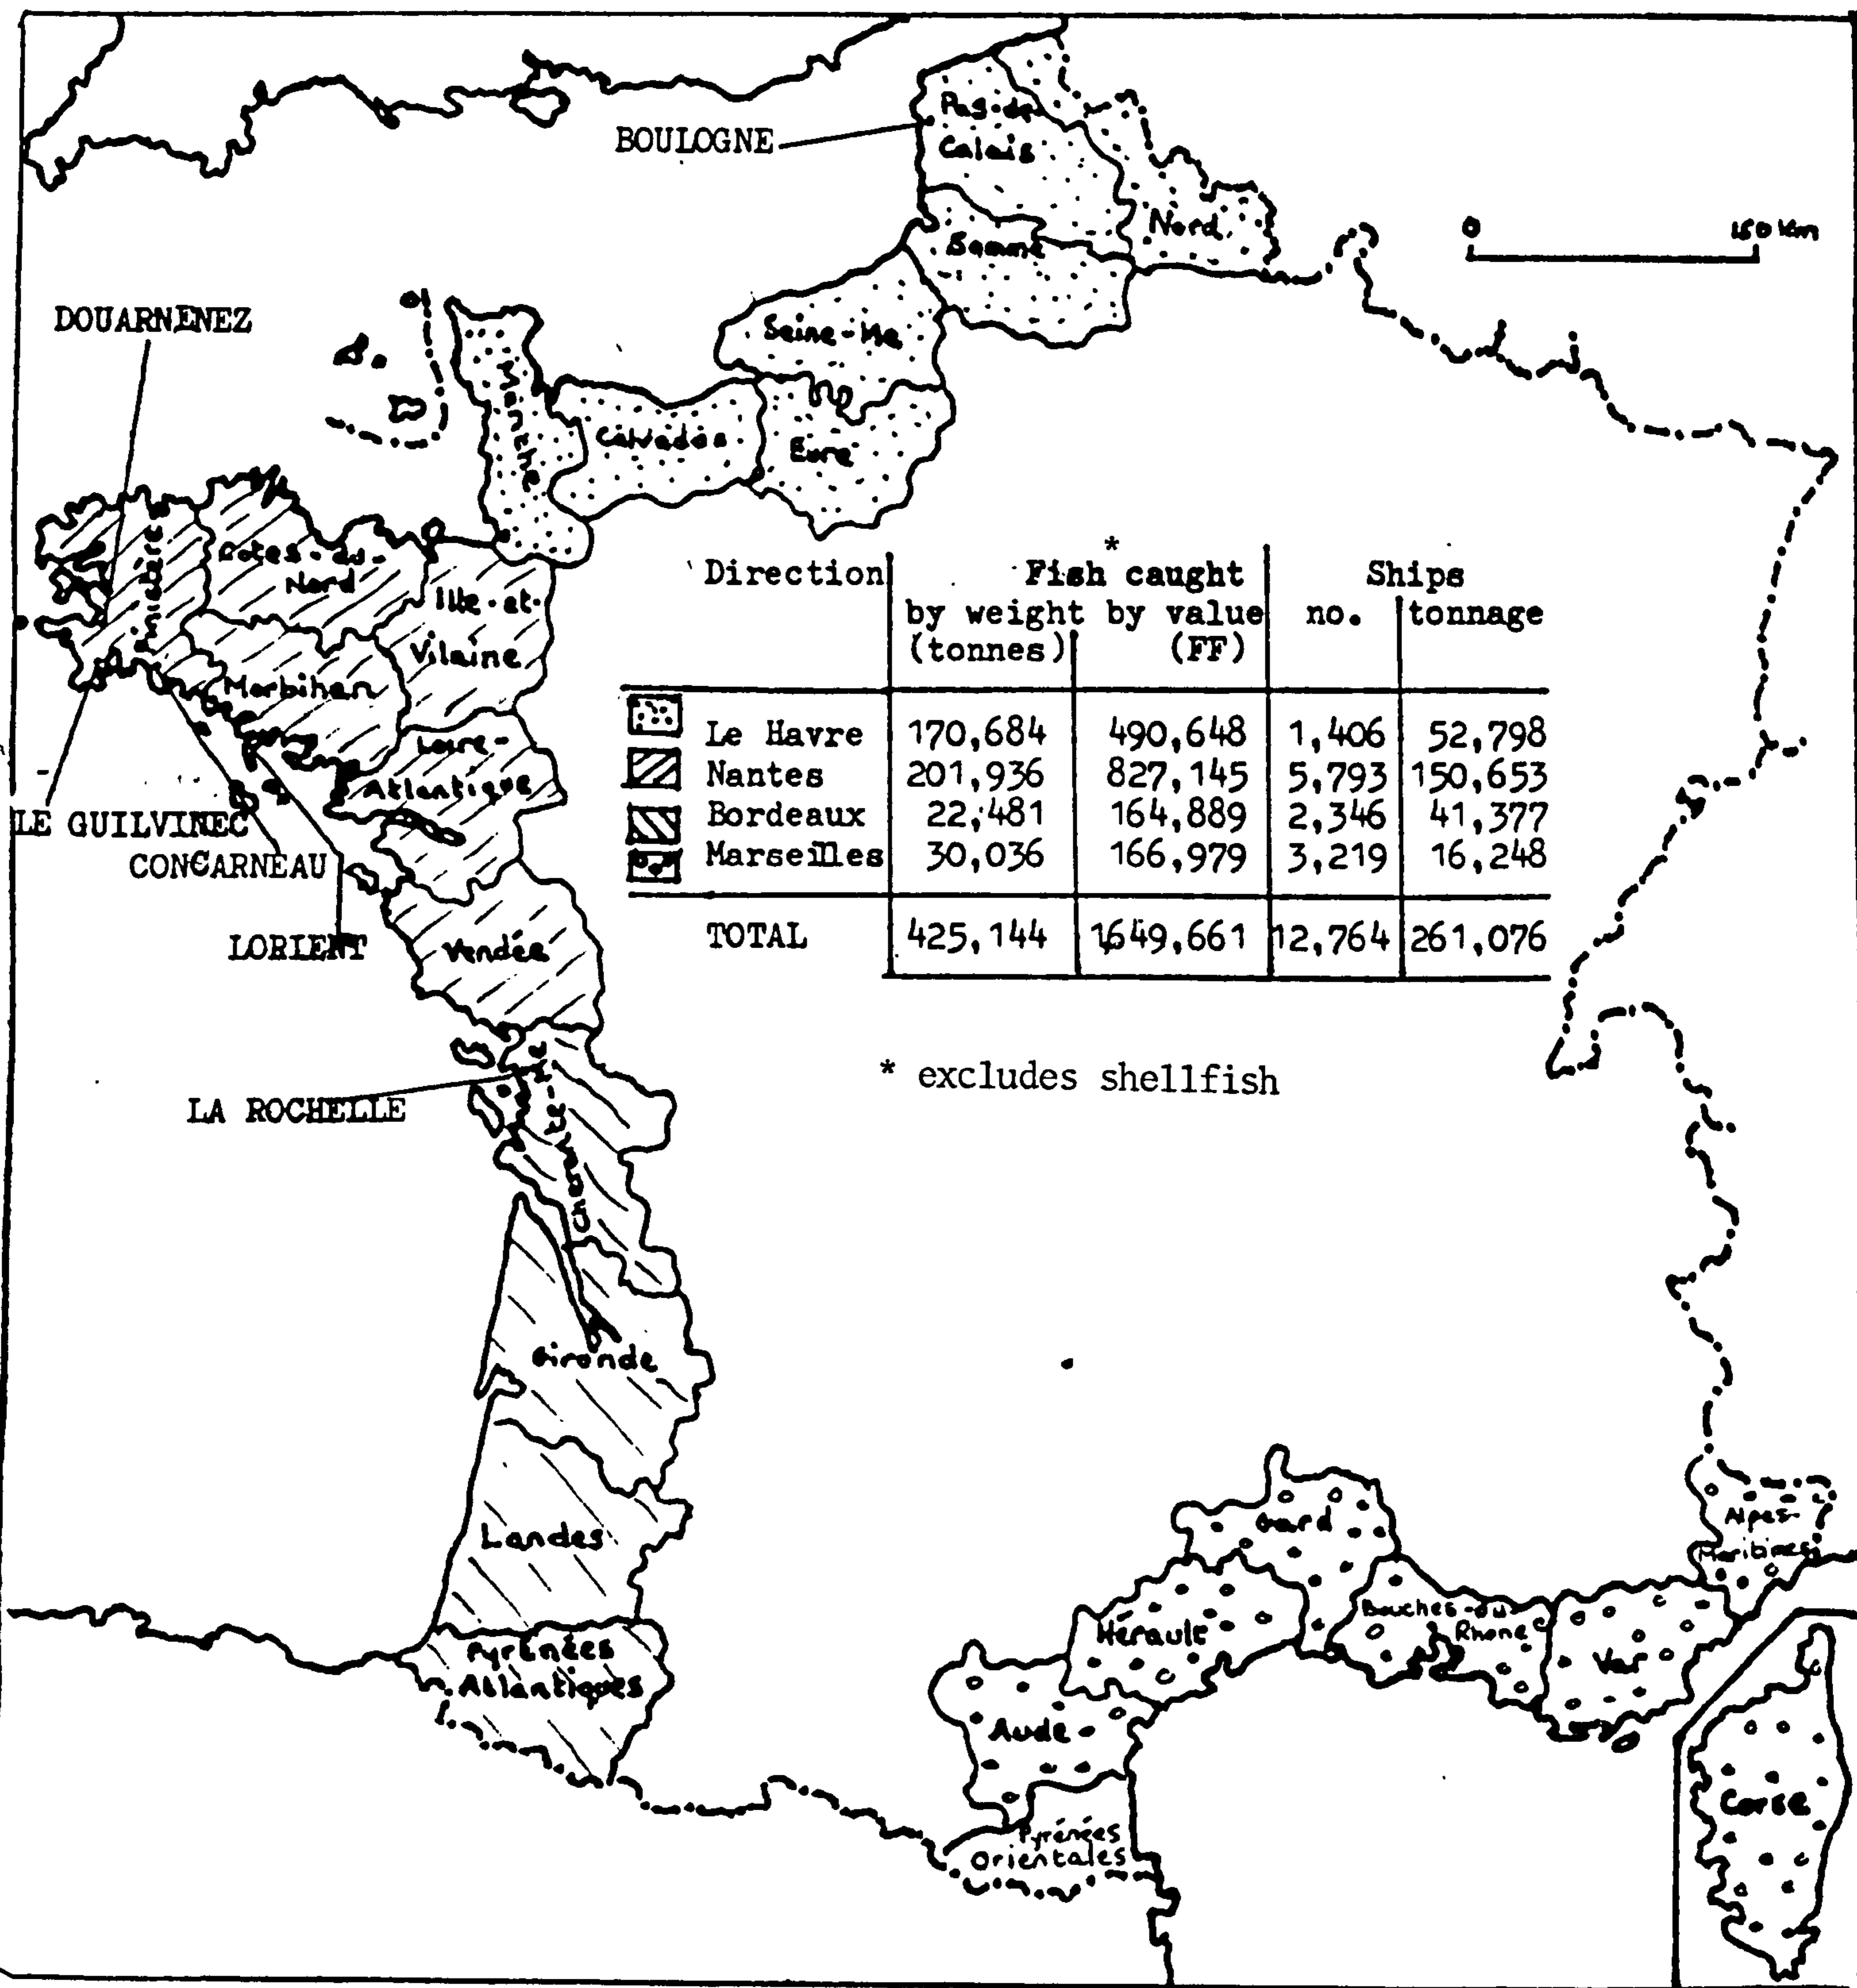 BOULOGNE
Pas-de
Calais
Nord
Somme
0 150 km
DOUARNENEZ
Seine-Me
Manche
Calvados
Eure
Finistère
Cotes-du-
Nord
Ille-et-
Vilaine
Morbihan
Loire-
Atlantique
LE GUILVINEC
CONCARNEAU
LORIENT
Vendée
Direction Fish caught * Ships
by weight by value no. tonnage
(tonnes) (FF)
Le Havre 170,684 490,648 1,406 52,798
Nantes 201,936 827,145 5,793 150,653
Bordeaux 22,481 164,889 2,346 41,377
Marseilles 30,036 166,979 3,219 16,248
TOTAL 425,144 1,649,661 12,764 261,076
* excludes shellfish
LA ROCHELLE
Gironde
Landes
Pyrénées
Atlantiques
Gard
Hérault
Bouches-du
Rhone
Var
Alpes-
Maritimes
Aude
Pyrénées
Orientales
Corse